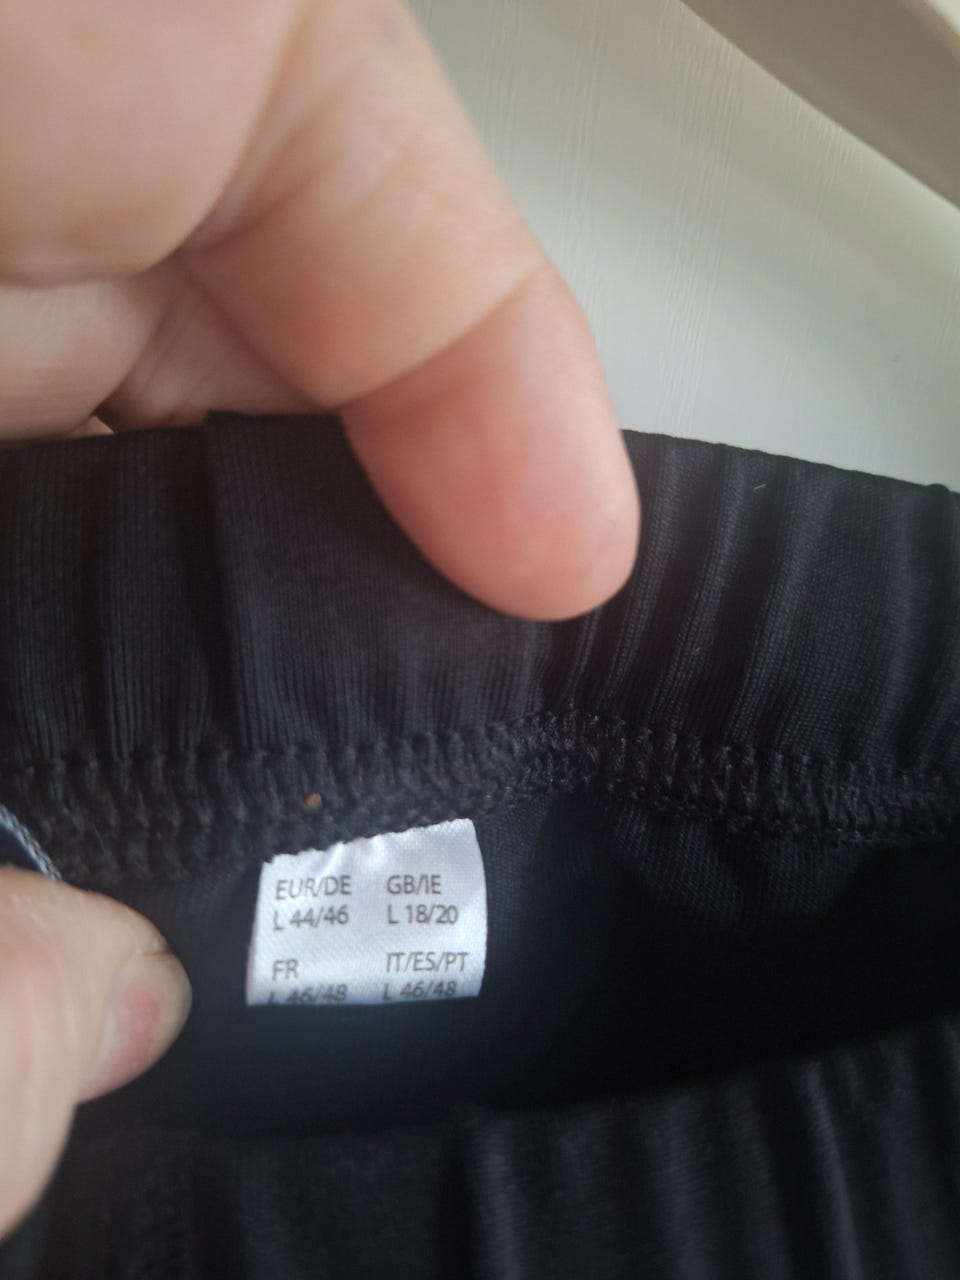 EUR/DE GB/IE
L 44/46 L 18/20
FR IT/ES/PT
L 46/48 L 46/48